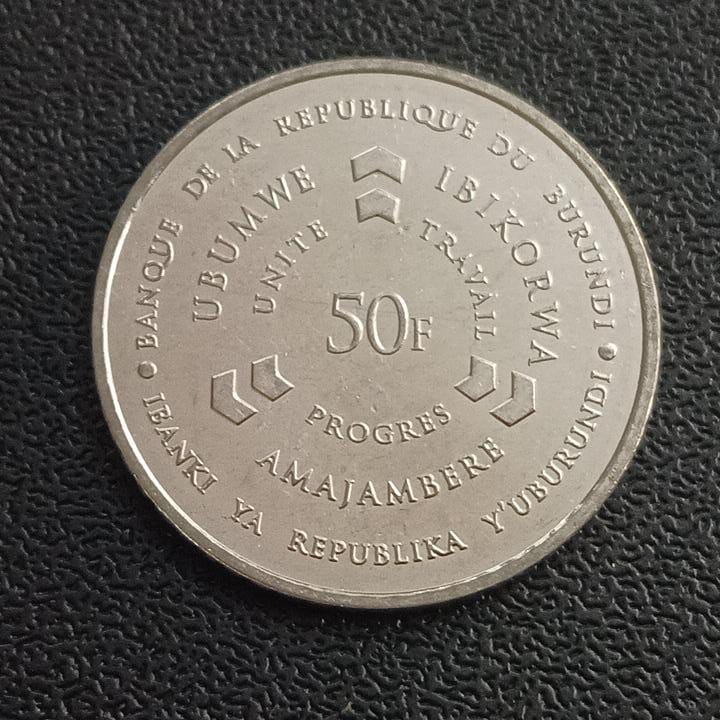 BANQUE DE LA REPUBLIQUE DU BURUNDI
UBUMWE
IBIKORWA
UNITE
TRAVAIL
50F
PROGRES
AMAJAMBERE
IBANKI YA REPUBLIKA Y'UBURUNDI